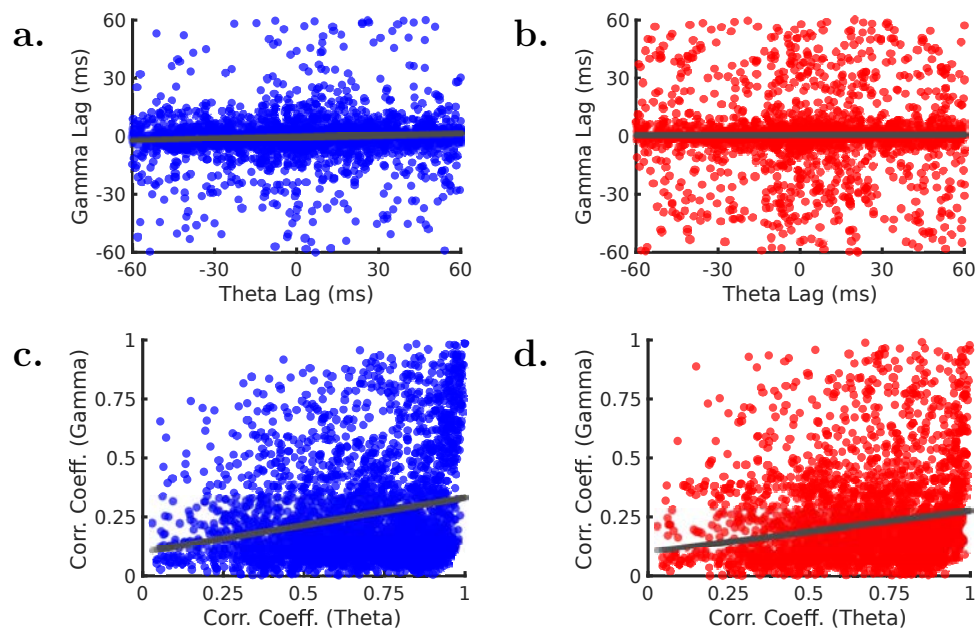 a.
60
30
0
-30
-60
Gamma Lag (ms)
-60 -30 0 30 60
Theta Lag (ms)
b.
60
30
0
-30
-60
Gamma Lag (ms)
-60 -30 0 30 60
Theta Lag (ms)
c.
1
0.75
0.5
0.25
0
Corr. Coeff. (Gamma)
0 0.25 0.5 0.75 1
Corr. Coeff. (Theta)
d.
1
0.75
0.5
0.25
0
Corr. Coeff. (Gamma)
0 0.25 0.5 0.75 1
Corr. Coeff. (Theta)